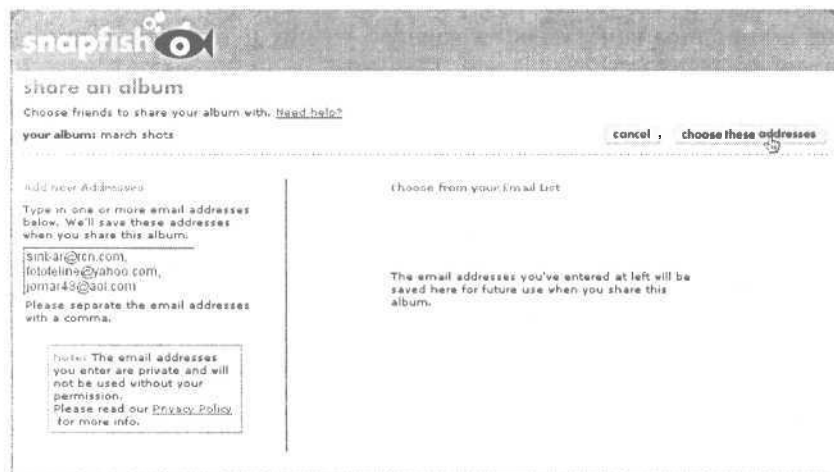 snapfish
share an album
Choose friends to share your album with. Need help?
your album: march shots
cancel , choose these addresses
Add New Addresses
Type in one or more email addresses
below. We'll save these addresses
when you share this album.
@rcn.com,
fotofeline@yahoo.com,
jomar43@aol.com
Please separate the email addresses
with a comma.
Note: The email addresses
you enter are private and will
not be used without your
permission.
Please read our Privacy Policy
for more info.
Choose from your Email List
The email addresses you've entered at left will be
saved here for future use when you share this
album.